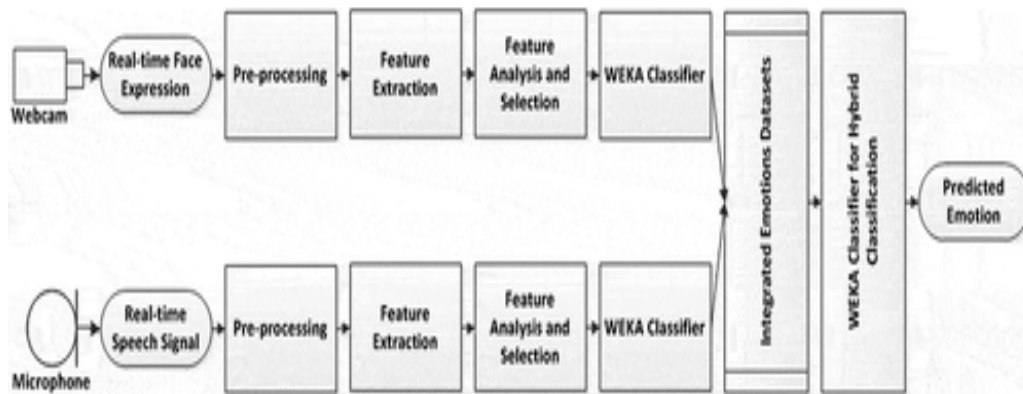 Webcam
Real-time Face
Expression
Pre-processing
Feature
Extraction
Feature
Analysis and
Selection
WEKA Classifier
Microphone
Real-time
Speech Signal
Pre-processing
Feature
Extraction
Feature
Analysis and
Selection
WEKA Classifier
Integrated Emotions Datasets
WEKA Classifier for Hybrid
Classification
Predicted
Emotion